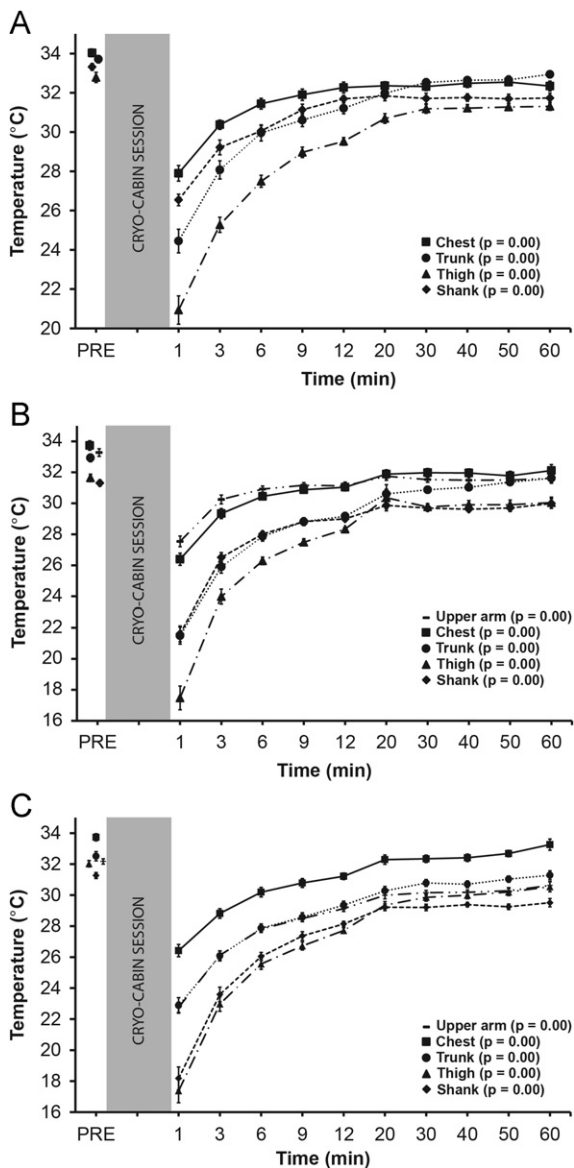 A
Temperature (°C)
34
32
30
28
26
24
22
20
CRYO-CABIN SESSION
Chest (p = 0.00)
Trunk (p = 0.00)
Thigh (p = 0.00)
Shank (p = 0.00)
PRE 1 3 6 9 12 20 30 40 50 60
Time (min)
B
Temperature (°C)
34
32
30
28
26
24
22
20
18
16
CRYO-CABIN SESSION
Upper arm (p = 0.00)
Chest (p = 0.00)
Trunk (p = 0.00)
Thigh (p = 0.00)
Shank (p = 0.00)
PRE 1 3 6 9 12 20 30 40 50 60
Time (min)
C
Temperature (°C)
34
32
30
28
26
24
22
20
18
16
CRYO-CABIN SESSION
Upper arm (p = 0.00)
Chest (p = 0.00)
Trunk (p = 0.00)
Thigh (p = 0.00)
Shank (p = 0.00)
PRE 1 3 6 9 12 20 30 40 50 60
Time (min)